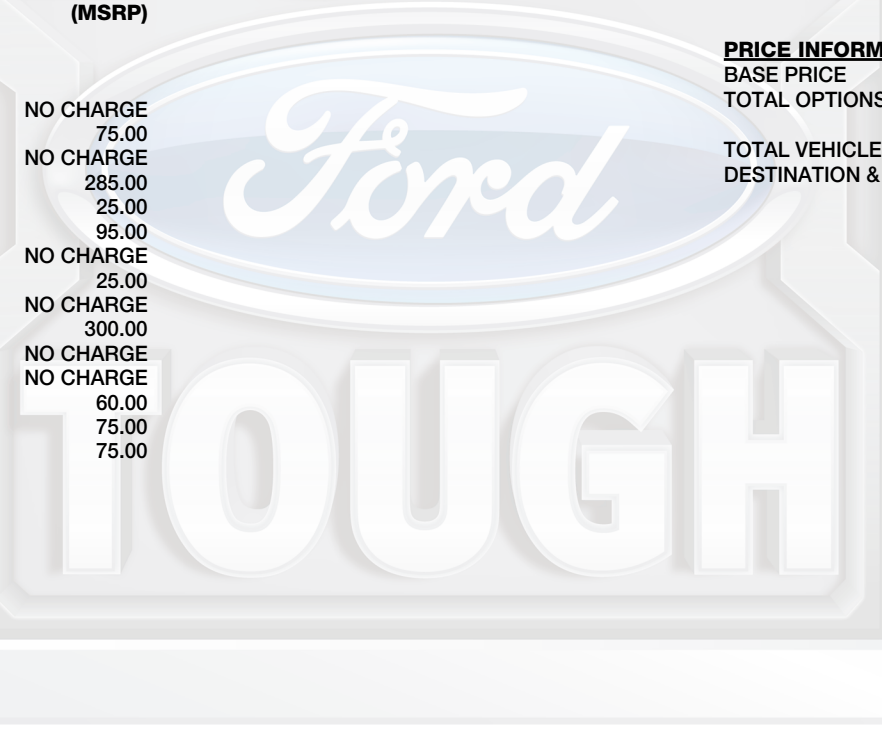 (MSRP)
NO CHARGE
75.00
NO CHARGE
285.00
25.00
95.00
NO CHARGE
25.00
NO CHARGE
300.00
NO CHARGE
NO CHARGE
60.00
75.00
75.00
PRICE INFORM
BASE PRICE
TOTAL OPTIONS
TOTAL VEHICLE
DESTINATION &
Ford
TOUGH